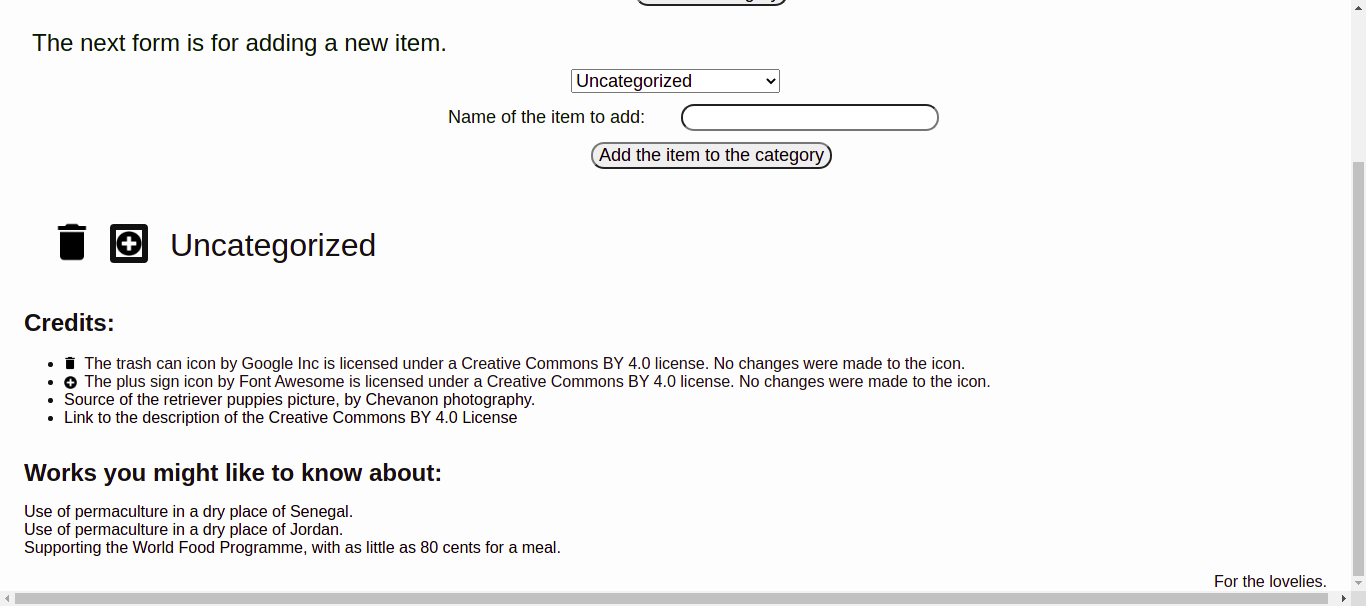 The next form is for adding a new item.
Uncategorized
Name of the item to add:
Add the item to the category
Uncategorized
Credits:
The trash can icon by Google Inc is licensed under a Creative Commons BY 4.0 license. No changes were made to the icon.
The plus sign icon by Font Awesome is licensed under a Creative Commons BY 4.0 license. No changes were made to the icon.
Source of the retriever puppies picture, by Chevanon photography.
Link to the description of the Creative Commons BY 4.0 License
Works you might like to know about:
Use of permaculture in a dry place of Senegal.
Use of permaculture in a dry place of Jordan.
Supporting the World Food Programme, with as little as 80 cents for a meal.
For the lovelies.